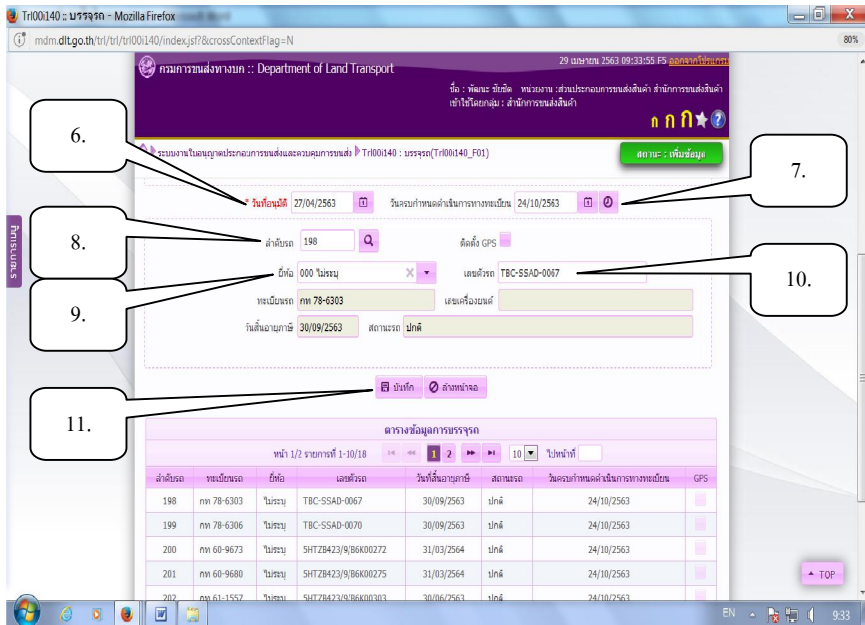 Trl00i140 :: บรรจุรถ - Mozilla Firefox
mdm.dlt.go.th/trl/trl/trl00i140/index.jsf?&crossContextFlag=N 80%
กรมการขนส่งทางบก :: Department of Land Transport
29 เมษายน 2563 09:33:55 F5 ออกจากโปรแกรม
ชื่อ : พัฒนะ ชัยชิต หน่วยงาน :ส่วนประกอบการขนส่งสินค้า สำนักการขนส่งสินค้า
เข้าใช้โดยกลุ่ม : สำนักการขนส่งสินค้า
ก ก ก
ระบบงานใบอนุญาตประกอบการขนส่งและควบคุมการขนส่ง Trl00i140 : บรรจุรถ(Trl00i140_F01)
สถานะ : เพิ่มข้อมูล
6.
7.
* วันที่อนุมัติ 27/04/2563 วันครบกำหนดดำเนินการทางทะเบียน 24/10/2563
8.
ลำดับรถ 198 ติดตั้ง GPS
9.
ยี่ห้อ 000 ไม่ระบุ เลขตัวรถ TBC-SSAD-0067
10.
ทะเบียนรถ กท 78-6303 เลขเครื่องยนต์
วันสิ้นอายุภาษี 30/09/2563 สถานะรถ ปกติ
บันทึก ล้างหน้าจอ
11.
ตารางข้อมูลการบรรจุรถ
หน้า 1/2 รายการที่ 1-10/18 1 2 10 ไปหน้าที่
ลำดับรถ ทะเบียนรถ ยี่ห้อ เลขตัวรถ วันที่สิ้นอายุภาษี สถานะรถ วันครบกำหนดดำเนินการทางทะเบียน GPS
198 กท 78-6303 ไม่ระบุ TBC-SSAD-0067 30/09/2563 ปกติ 24/10/2563
199 กท 78-6306 ไม่ระบุ TBC-SSAD-0070 30/09/2563 ปกติ 24/10/2563
200 กท 60-9673 ไม่ระบุ 5HTZB423/9/B6K00272 31/03/2564 ปกติ 24/10/2563
201 กท 60-9680 ไม่ระบุ 5HTZB423/9/B6K00275 31/03/2564 ปกติ 24/10/2563
202 กท 61-1557 ไม่ระบุ 5HTZB423/9/B6K00303 30/06/2563 ปกติ 24/10/2563
TOP
EN 9:33